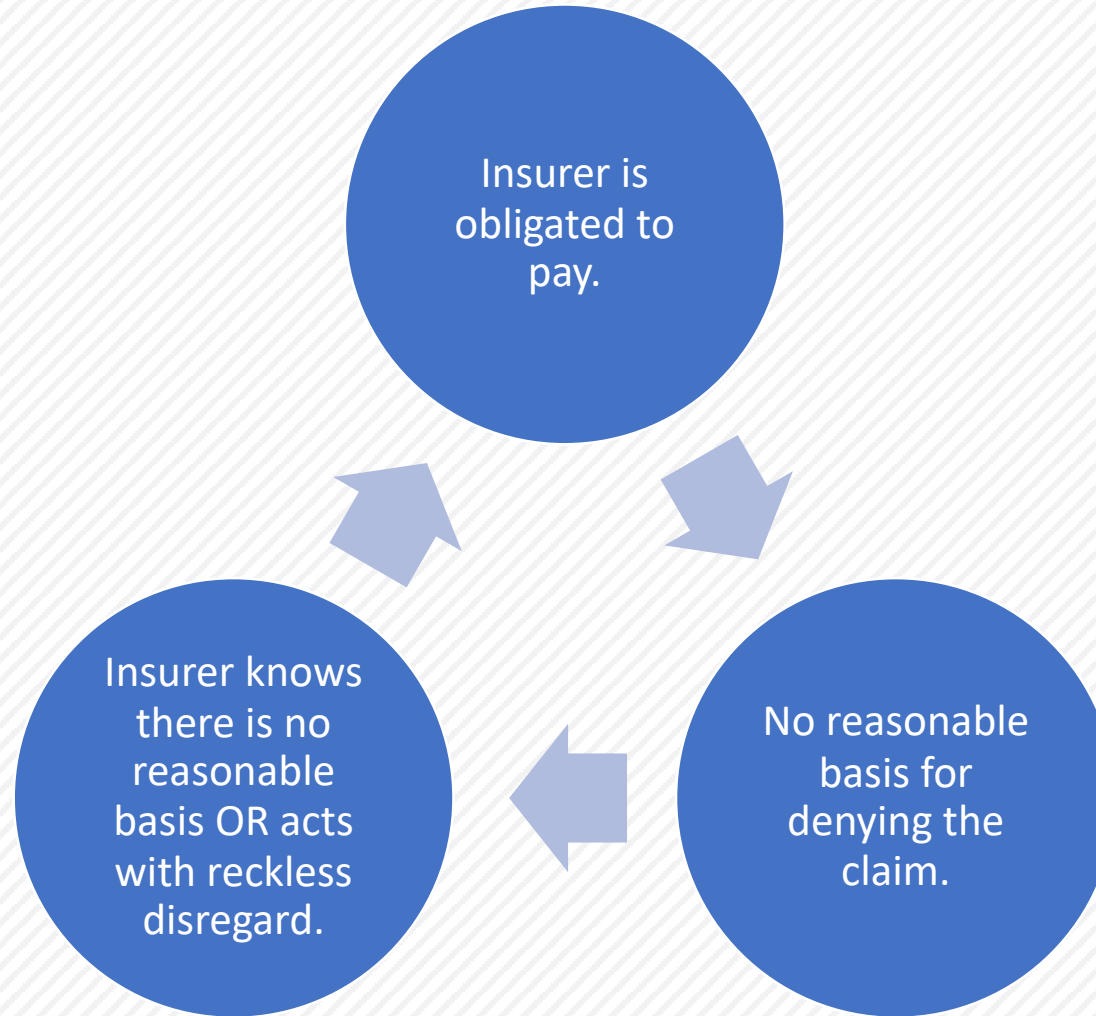 Insurer is
obligated to
pay.
No reasonable
basis for
denying the
claim.
Insurer knows
there is no
reasonable
basis OR acts
with reckless
disregard.